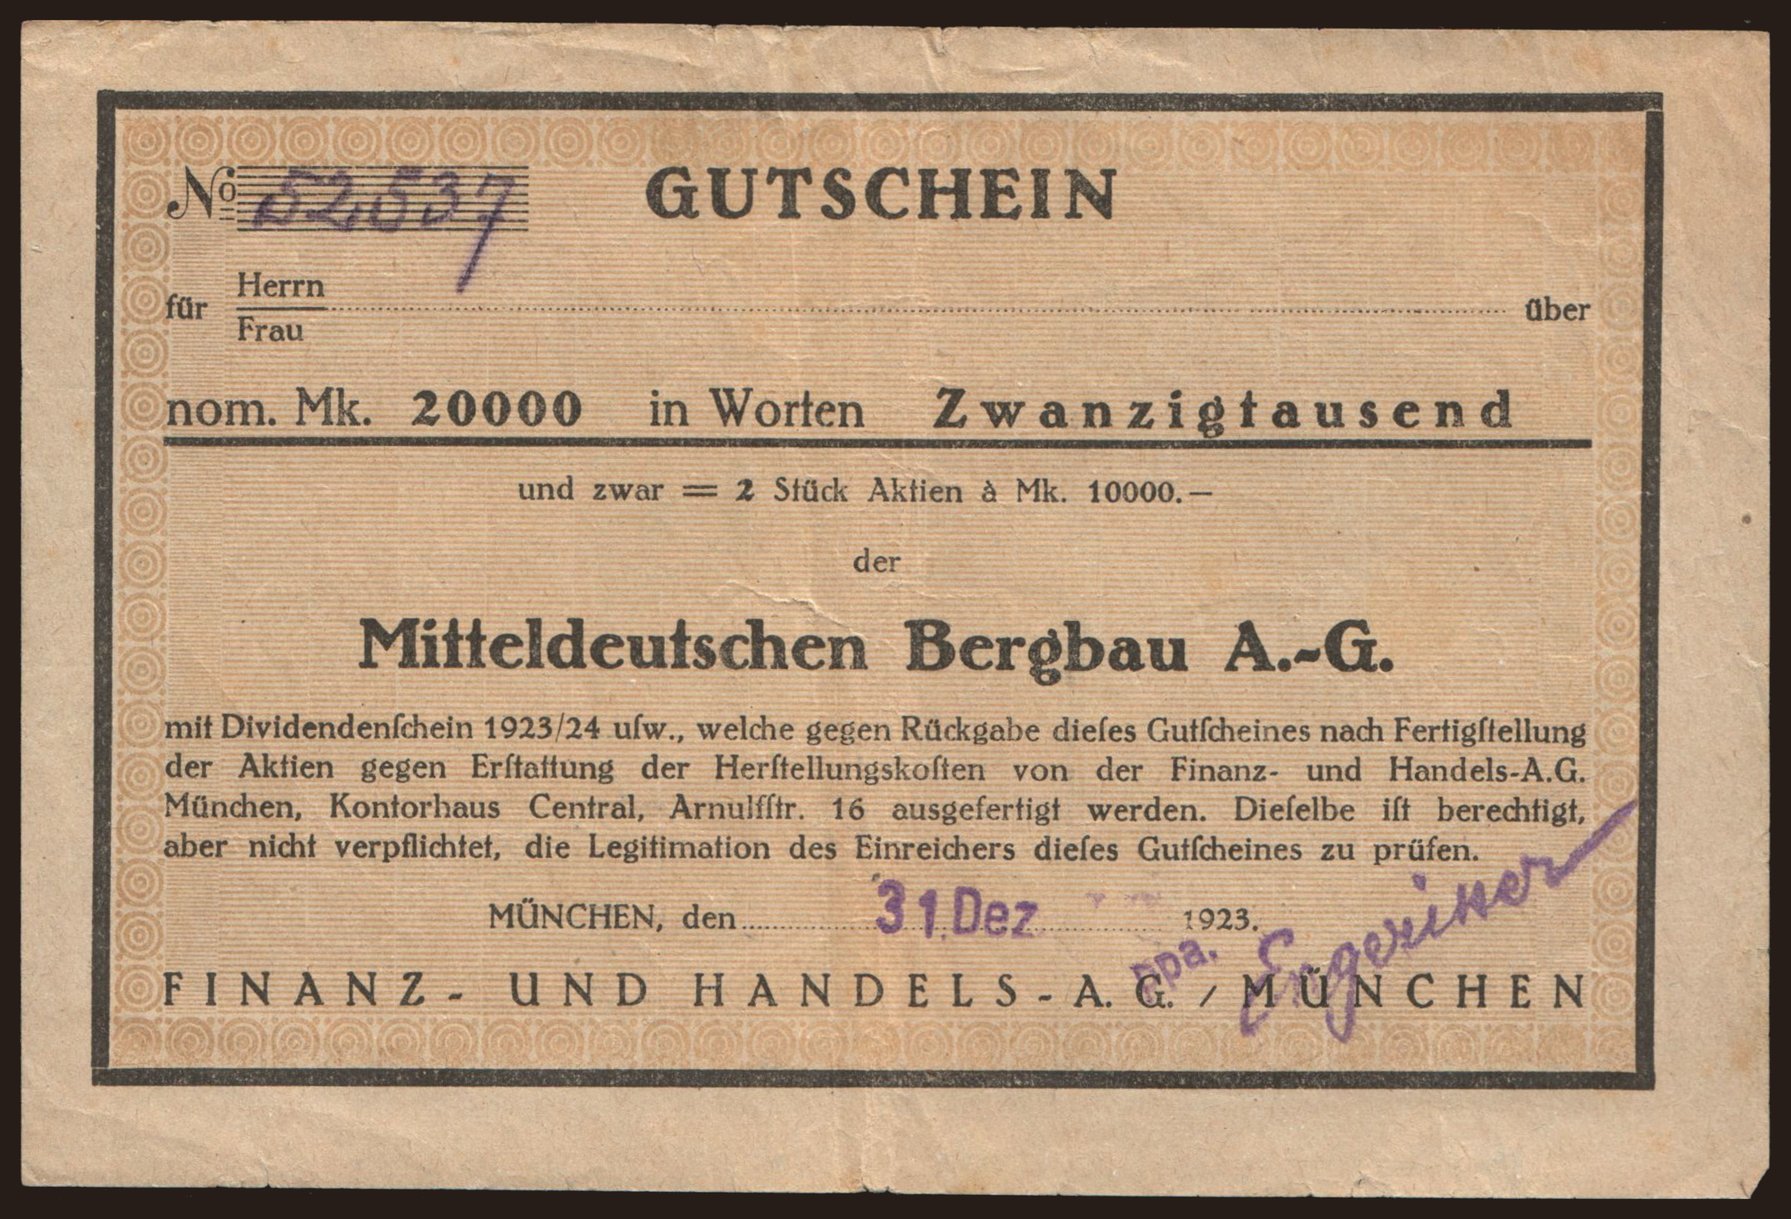 No 52537 GUTSCHEIN
für Herrn über
Frau
nom. Mk. 20000 in Worten Zwanzigtausend
und zwar = 2 Stück Aktien à Mk. 10000.—
der
Mitteldeutschen Bergbau A.-G.
mit Dividendenſchein 1923/24 uſw., welche gegen Rückgabe dieſes Gutſcheines nach Fertigſtellung
der Aktien gegen Erſtattung der Herſtellungskoſten von der Finanz- und Handels-A.G.
München, Kontorhaus Central, Arnulfſtr. 16 ausgefertigt werden. Dieſelbe iſt berechtigt,
aber nicht verpflichtet, die Legitimation des Einreichers dieſes Gutſcheines zu prüfen.
MÜNCHEN, den 31. Dez 1923.
ppa.
FINANZ- UND HANDELS-A. G. / MÜNCHEN